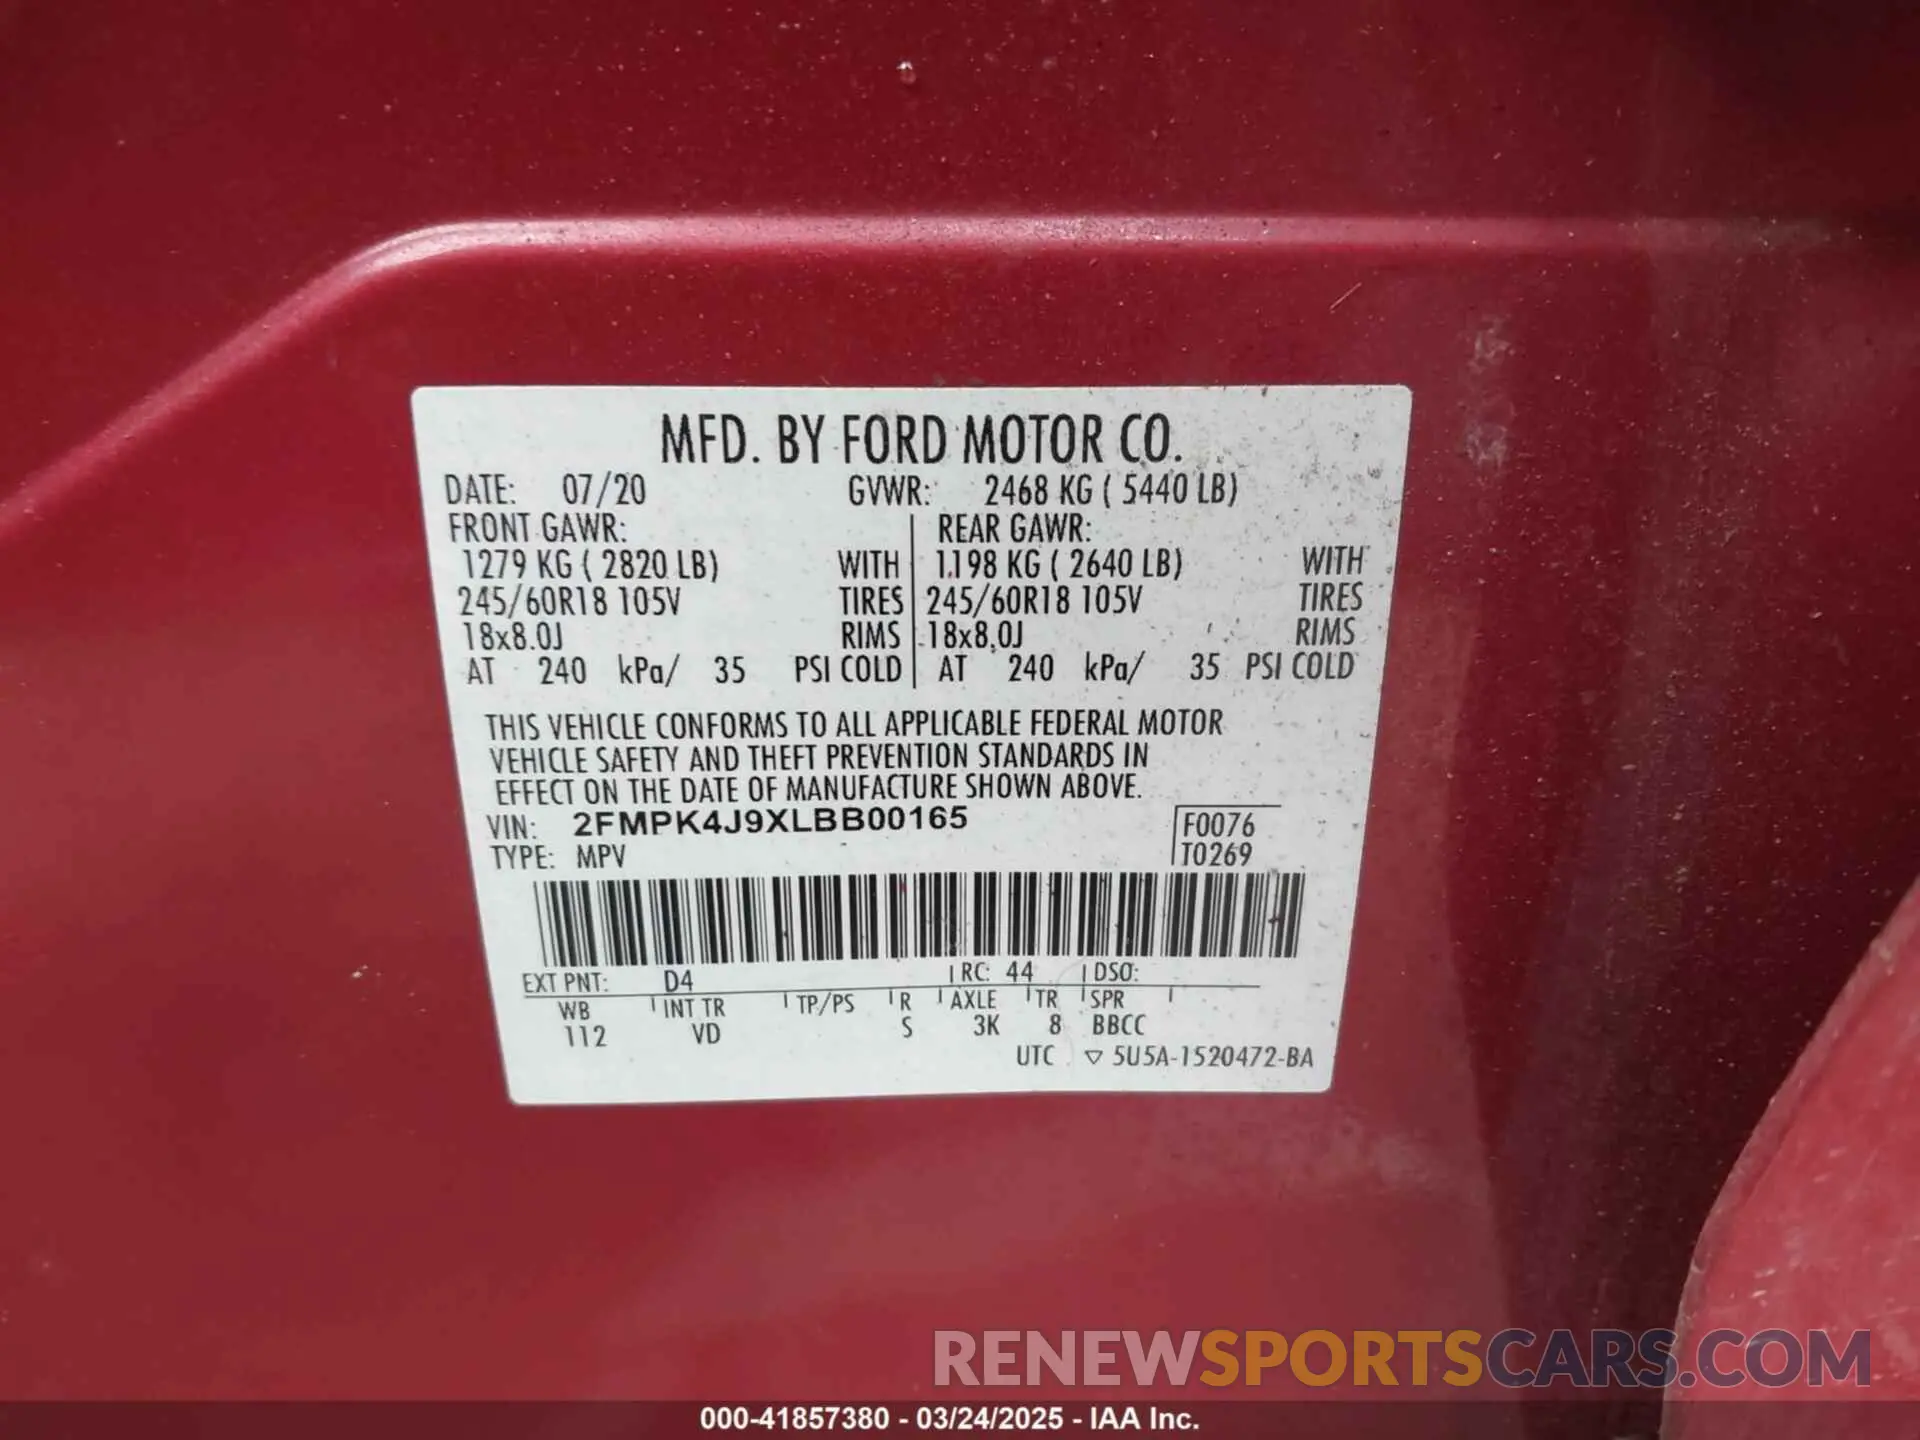 MFD. BY FORD MOTOR CO.
DATE: 07/20 GVWR: 2468 KG ( 5440 LB)
FRONT GAWR: REAR GAWR:
1279 KG ( 2820 LB) WITH 1198 KG ( 2640 LB) WITH
245/60R18 105V TIRES 245/60R18 105V TIRES
18x8.0J RIMS 18x8.0J RIMS
AT 240 kPa/ 35 PSI COLD AT 240 kPa/ 35 PSI COLD
THIS VEHICLE CONFORMS TO ALL APPLICABLE FEDERAL MOTOR
VEHICLE SAFETY AND THEFT PREVENTION STANDARDS IN
EFFECT ON THE DATE OF MANUFACTURE SHOWN ABOVE.
VIN: 2FMPK4J9XLBB00165 F0076
TYPE: MPV T0269
EXT PNT: D4 RC: 44 DSO:
WB INT TR TP/PS R AXLE TR SPR
112 VD S 3K 8 BBCC
UTC ▽ 5U5A-1520472-BA
RENEWSPORTSCARS.COM
000-41857380 - 03/24/2025 - IAA Inc.